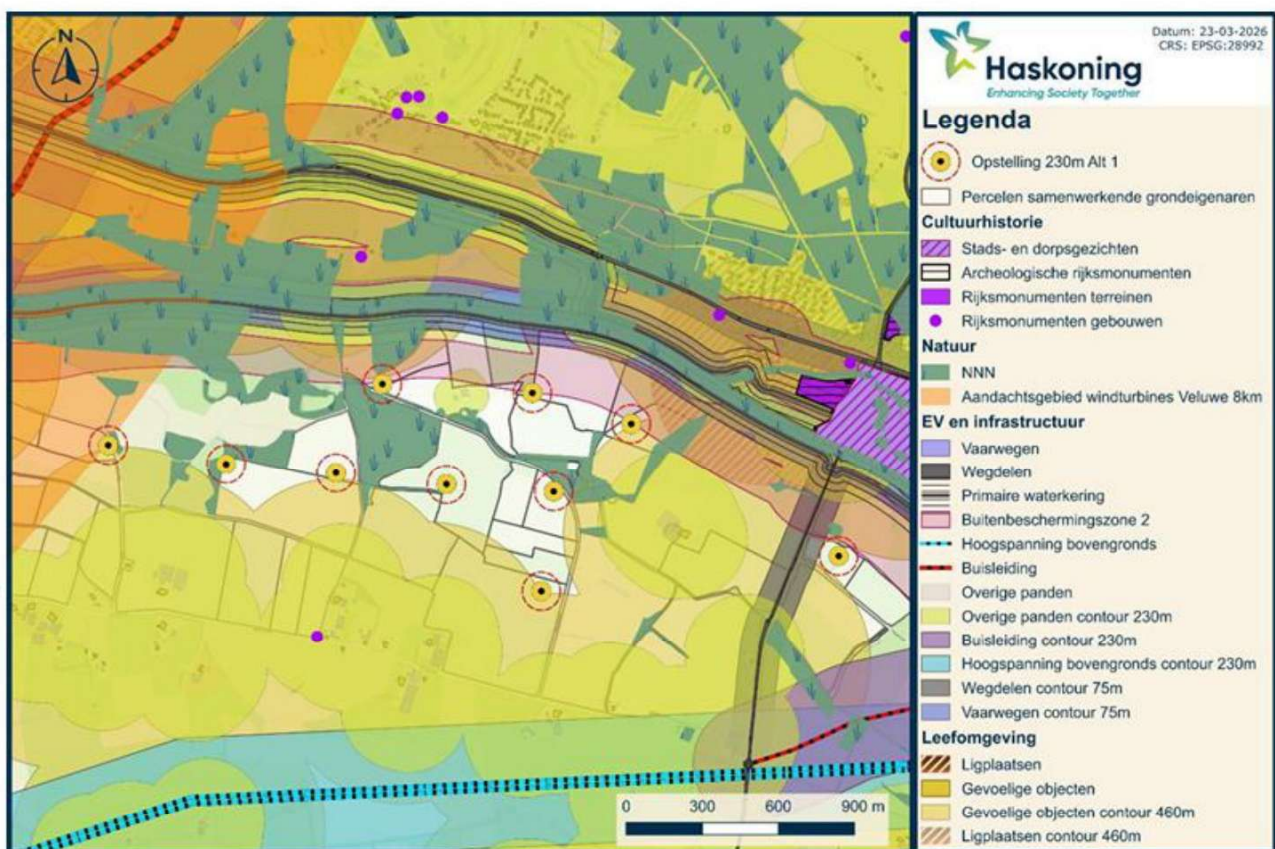 N
Datum: 23-03-2026
CRS: EPSG:28992
Haskoning
Enhancing Society Together
Legenda
Opstelling 230m Alt 1
Percelen samenwerkende grondeigenaren
Cultuurhistorie
Stads- en dorpsgezichten
Archeologische rijksmonumenten
Rijksmonumenten terreinen
Rijksmonumenten gebouwen
Natuur
NNN
Aandachtsgebied windturbines Veluwe 8km
EV en infrastructuur
Vaarwegen
Wegdelen
Primaire waterkering
Buitenbeschermingszone 2
Hoogspanning bovengronds
Buisleiding
Overige panden
Overige panden contour 230m
Buisleiding contour 230m
Hoogspanning bovengronds contour 230m
Wegdelen contour 75m
Vaarwegen contour 75m
Leefomgeving
Ligplaatsen
Gevoelige objecten
Gevoelige objecten contour 460m
Ligplaatsen contour 460m
0 300 600 900 m